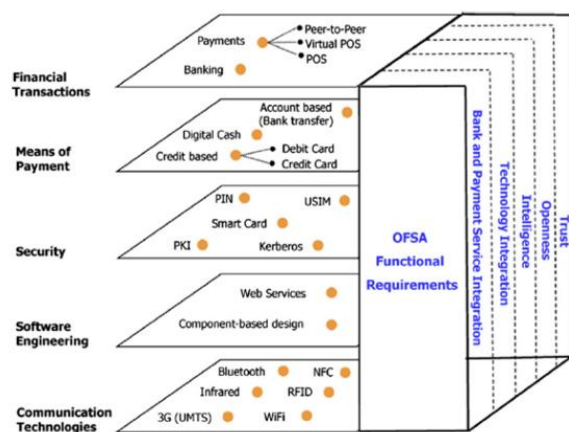 Payments
Peer-to-Peer
Virtual POS
POS
Banking
Financial
Transactions
Account based
(Bank transfer)
Digital Cash
Credit based
Debit Card
Credit Card
Means of
Payment
PIN
USIM
Smart Card
PKI
Kerberos
Security
Web Services
Component-based design
Software
Engineering
Bluetooth
NFC
Infrared
RFID
3G (UMTS)
WiFi
Communication
Technologies
OFSA
Functional
Requirements
Bank and Payment Service Integration
Technology Integration
Intelligence
Openness
Trust